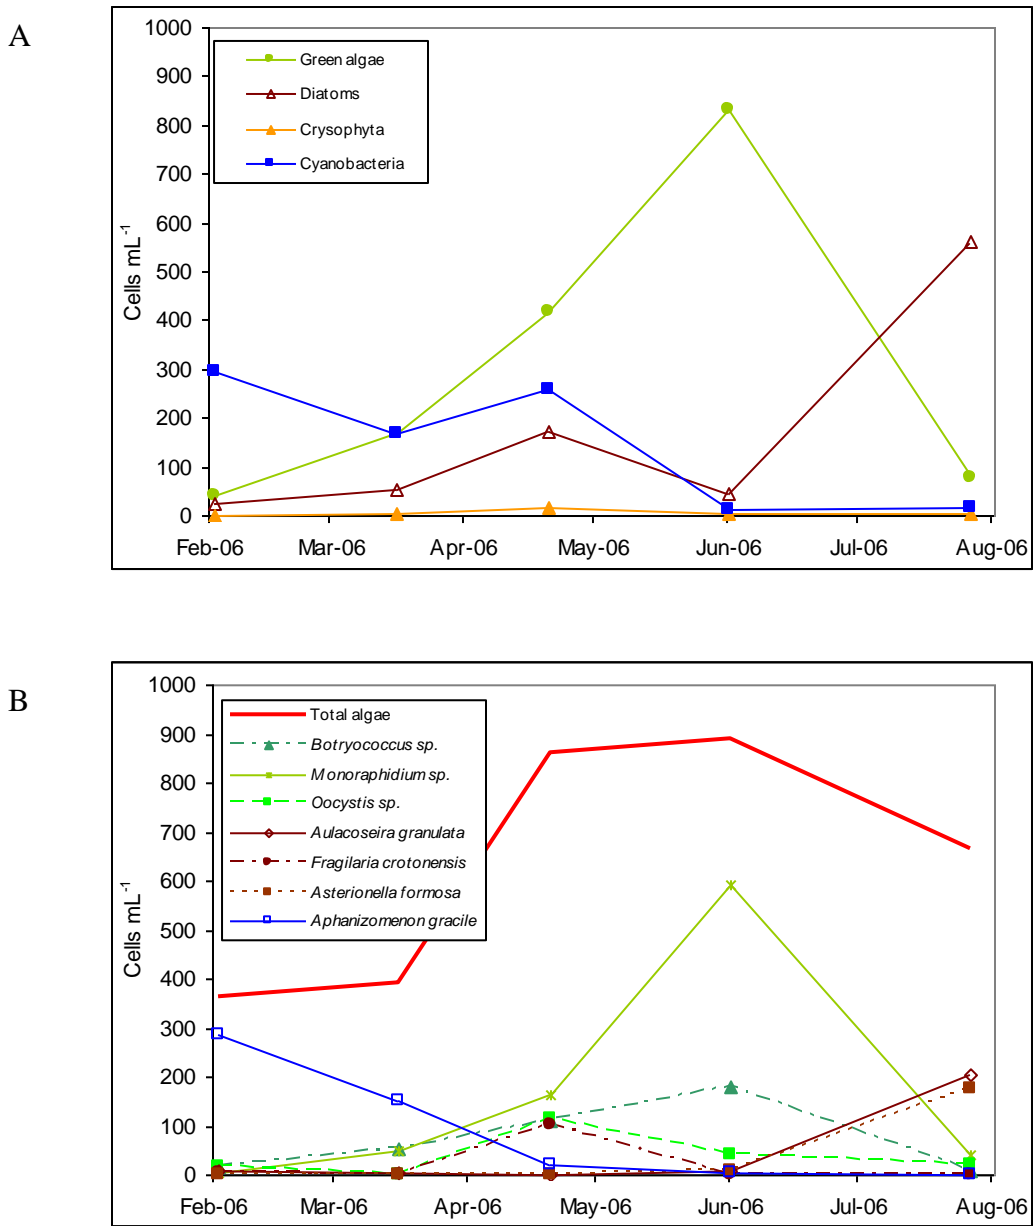 A
1000
900
800
700
600
500
400
300
200
100
0
Cells mL⁻¹
Green algae
Diatoms
Crysophyta
Cyanobacteria
Feb-06 Mar-06 Apr-06 May-06 Jun-06 Jul-06 Aug-06
B
1000
900
800
700
600
500
400
300
200
100
0
Cells mL⁻¹
Total algae
Botryococcus sp.
Monoraphidium sp.
Oocystis sp.
Aulacoseira granulata
Fragilaria crotonensis
Asterionella formosa
Aphanizomenon gracile
Feb-06 Mar-06 Apr-06 May-06 Jun-06 Jul-06 Aug-06